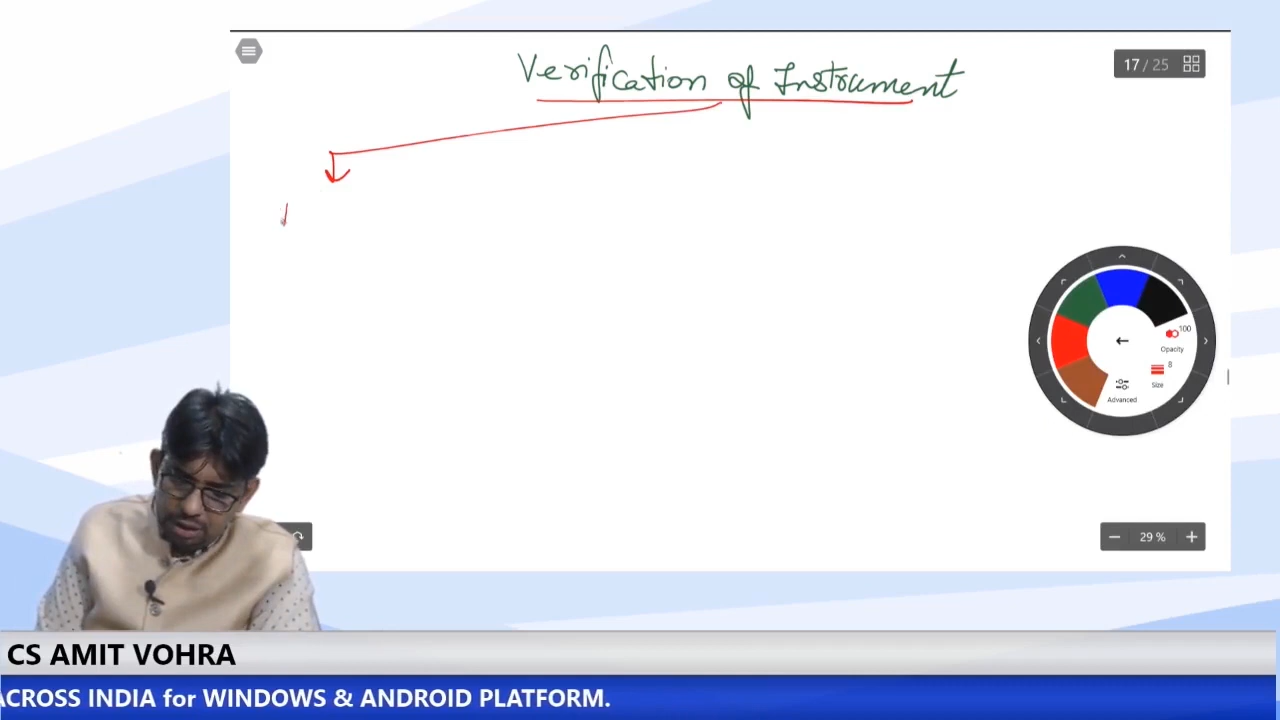 Verification of Instrument
17 / 25
100
Opacity
8
Size
Advanced
29 %
CS AMIT VOHRA
ACROSS INDIA for WINDOWS & ANDROID PLATFORM.